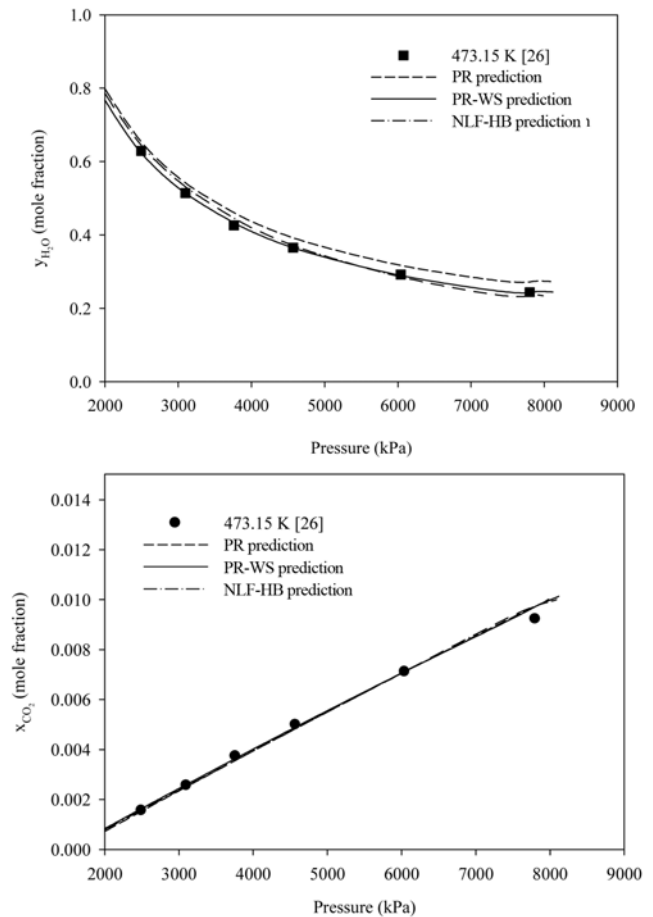 1.0
0.8
0.6
0.4
0.2
0.0
y H₂O (mole fraction)
473.15 K [26]
PR prediction
PR-WS prediction
NLF-HB prediction ١
2000 3000 4000 5000 6000 7000 8000 9000
Pressure (kPa)
0.014
0.012
0.010
0.008
0.006
0.004
0.002
0.000
x CO₂ (mole fraction)
473.15 K [26]
PR prediction
PR-WS prediction
NLF-HB prediction
2000 3000 4000 5000 6000 7000 8000 9000
Pressure (kPa)